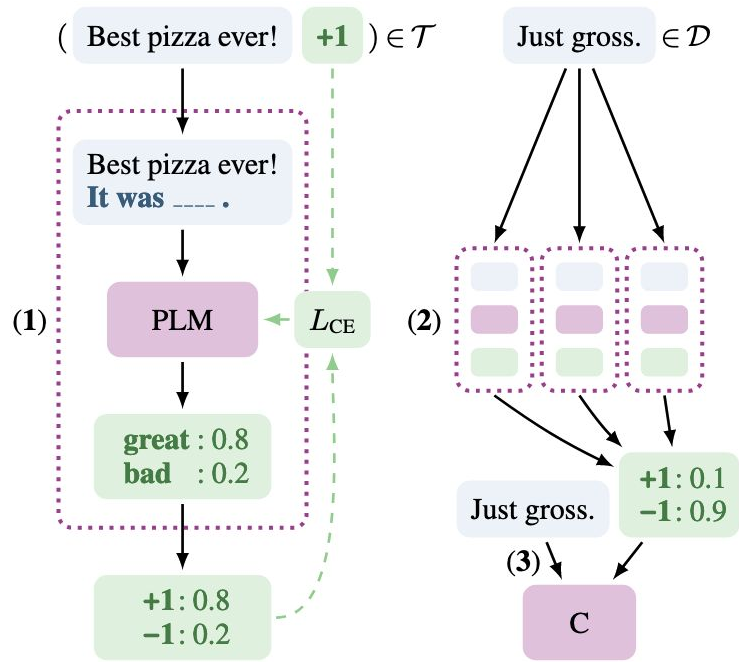 ( Best pizza ever! +1 ) ∈ 𝒯
Best pizza ever!
It was ____ .
(1)
PLM
L_CE
great : 0.8
bad : 0.2
+1: 0.8
−1: 0.2
Just gross. ∈ 𝒟
(2)
+1: 0.1
−1: 0.9
Just gross.
(3)
C